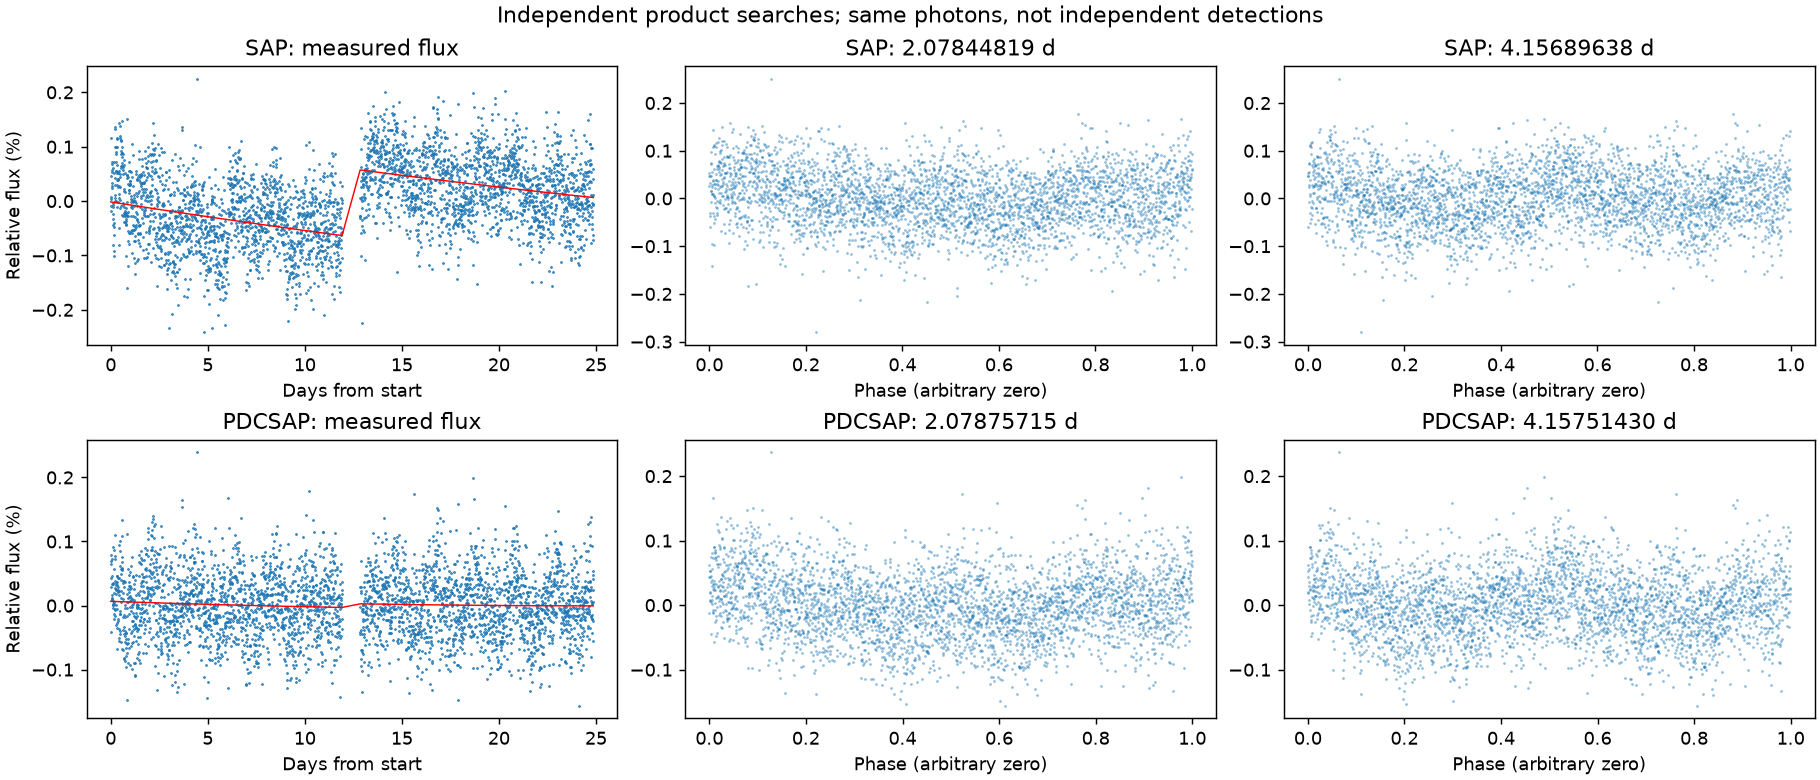 Independent product searches; same photons, not independent detections
SAP: measured flux
Relative flux (%)
0.2
0.1
0.0
−0.1
−0.2
0 5 10 15 20 25
Days from start
SAP: 2.07844819 d
0.2
0.1
0.0
−0.1
−0.2
−0.3
0.0 0.2 0.4 0.6 0.8 1.0
Phase (arbitrary zero)
SAP: 4.15689638 d
0.2
0.1
0.0
−0.1
−0.2
−0.3
0.0 0.2 0.4 0.6 0.8 1.0
Phase (arbitrary zero)
PDCSAP: measured flux
Relative flux (%)
0.2
0.1
0.0
−0.1
0 5 10 15 20 25
Days from start
PDCSAP: 2.07875715 d
0.2
0.1
0.0
−0.1
0.0 0.2 0.4 0.6 0.8 1.0
Phase (arbitrary zero)
PDCSAP: 4.15751430 d
0.2
0.1
0.0
−0.1
0.0 0.2 0.4 0.6 0.8 1.0
Phase (arbitrary zero)